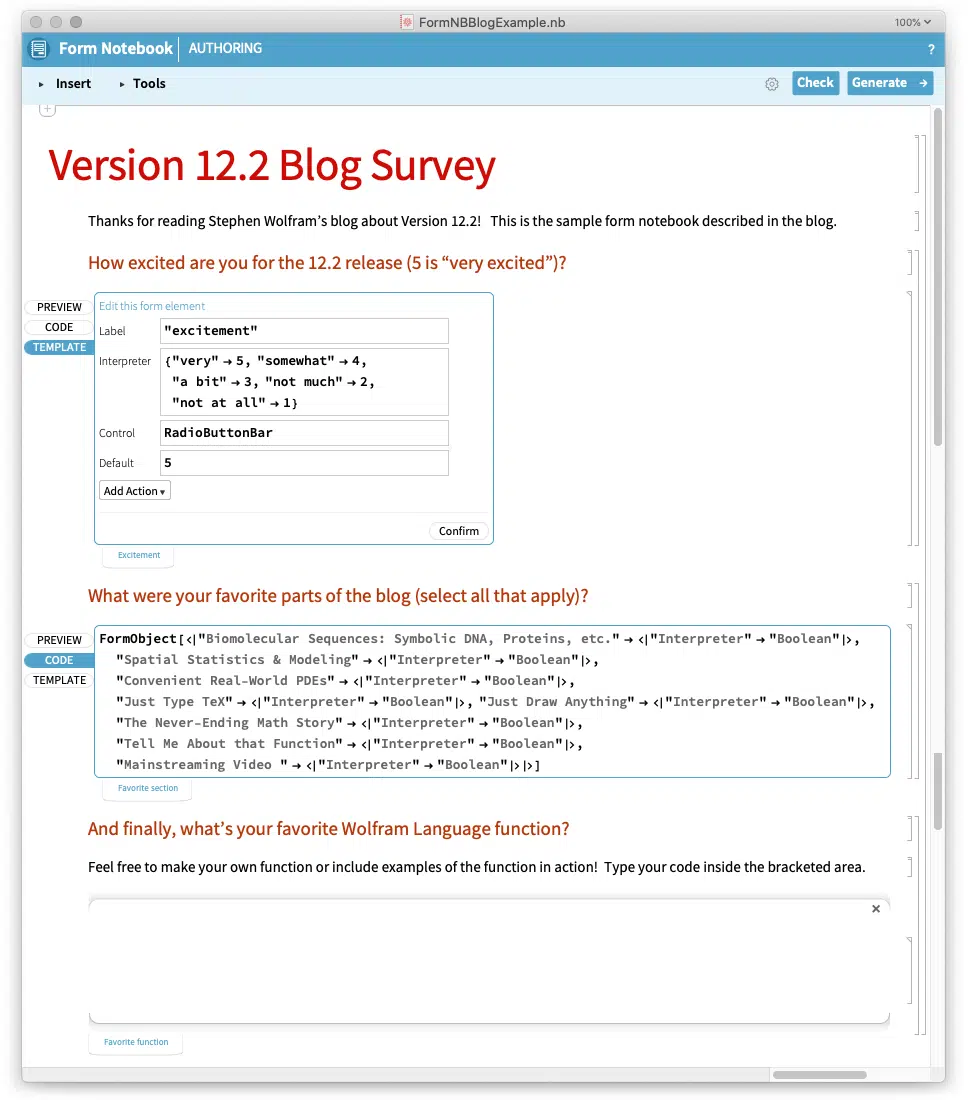 FormNBBlogExample.nb
100%
Form Notebook AUTHORING ?
Insert Tools Check Generate →
Version 12.2 Blog Survey
Thanks for reading Stephen Wolfram’s blog about Version 12.2! This is the sample form notebook described in the blog.
How excited are you for the 12.2 release (5 is “very excited”)?
PREVIEW
CODE
TEMPLATE
Edit this form element
Label "excitement"
Interpreter {"very" → 5, "somewhat" → 4,
"a bit" → 3, "not much" → 2,
"not at all" → 1}
Control RadioButtonBar
Default 5
Add Action ▾
Confirm
Excitement
What were your favorite parts of the blog (select all that apply)?
PREVIEW
CODE
TEMPLATE
FormObject[<|"Biomolecular Sequences: Symbolic DNA, Proteins, etc." → <|"Interpreter" → "Boolean"|>,
"Spatial Statistics & Modeling" → <|"Interpreter" → "Boolean"|>,
"Convenient Real-World PDEs" → <|"Interpreter" → "Boolean"|>,
"Just Type TeX" → <|"Interpreter" → "Boolean"|>, "Just Draw Anything" → <|"Interpreter" → "Boolean"|>,
"The Never-Ending Math Story" → <|"Interpreter" → "Boolean"|>,
"Tell Me About that Function" → <|"Interpreter" → "Boolean"|>,
"Mainstreaming Video " → <|"Interpreter" → "Boolean"|>|>]
Favorite section
And finally, what’s your favorite Wolfram Language function?
Feel free to make your own function or include examples of the function in action! Type your code inside the bracketed area.
Favorite function